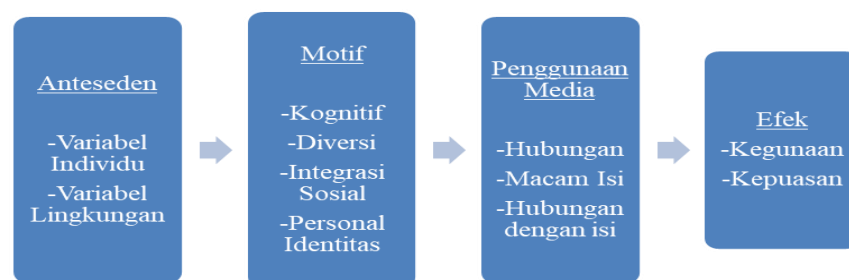 Anteseden
-Variabel
Individu
-Variabel
Lingkungan
Motif
-Kognitif
-Diversi
-Integrasi
Sosial
-Personal
Identitas
Penggunaan
Media
-Hubungan
-Macam Isi
-Hubungan
dengan isi
Efek
-Kegunaan
-Kepuasan